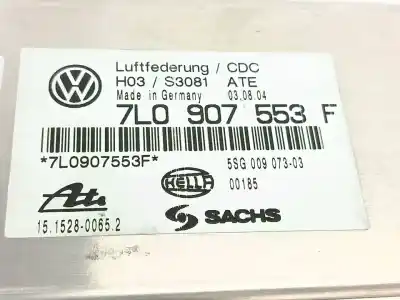 VW
Luftfederung / CDC
H03 / S3081 ATE
Made in Germany 03.08.04
7L0 907 553 F
*7L0907553F*
5SG 009 073-03
Ate
HELLA
00185
15.1528-0065.2
SACHS